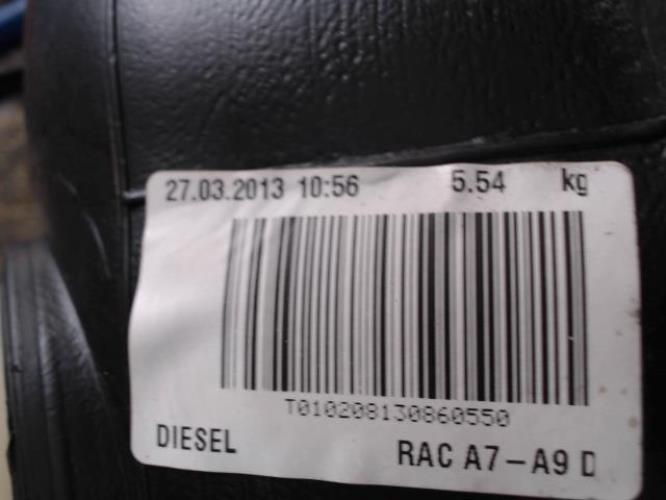 27.03.2013 10:56 5.54 kg
T010208130860550
DIESEL RAC A7-A9 D